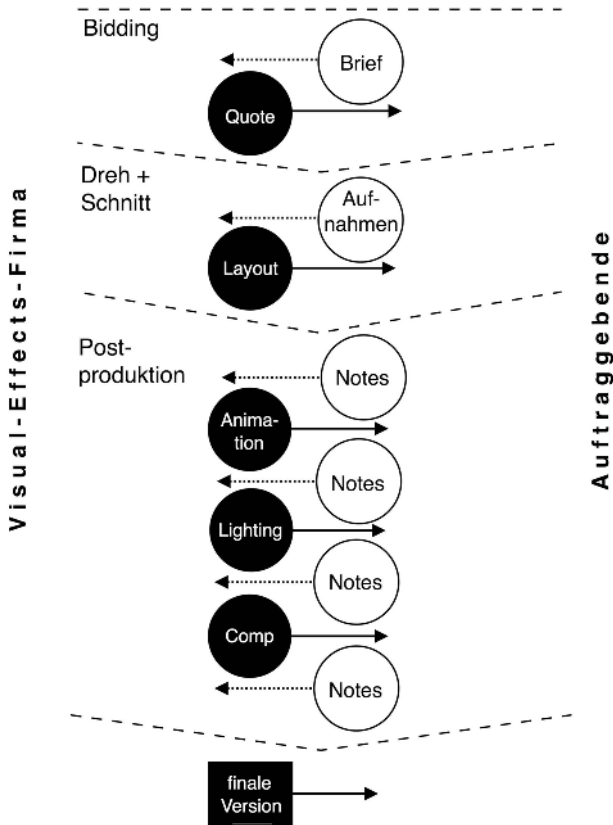 Bidding
Brief
Quote
Dreh +
Schnitt
Auf-
nahmen
Layout
Post-
produktion
Notes
Anima-
tion
Notes
Lighting
Notes
Comp
Notes
finale
Version
Visual-Effects-Firma
Auftraggebende